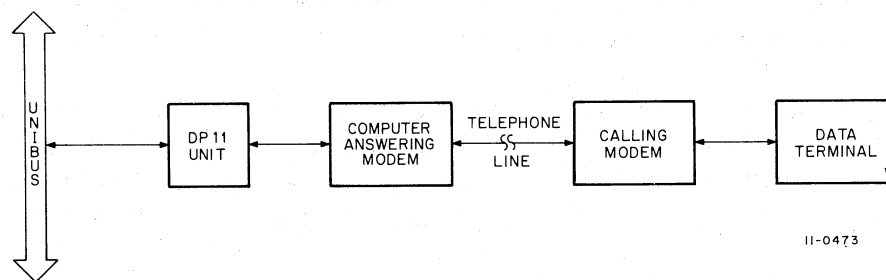 UNIBUS
DP11
UNIT
COMPUTER
ANSWERING
MODEM
TELEPHONE
LINE
CALLING
MODEM
DATA
TERMINAL
11-0473